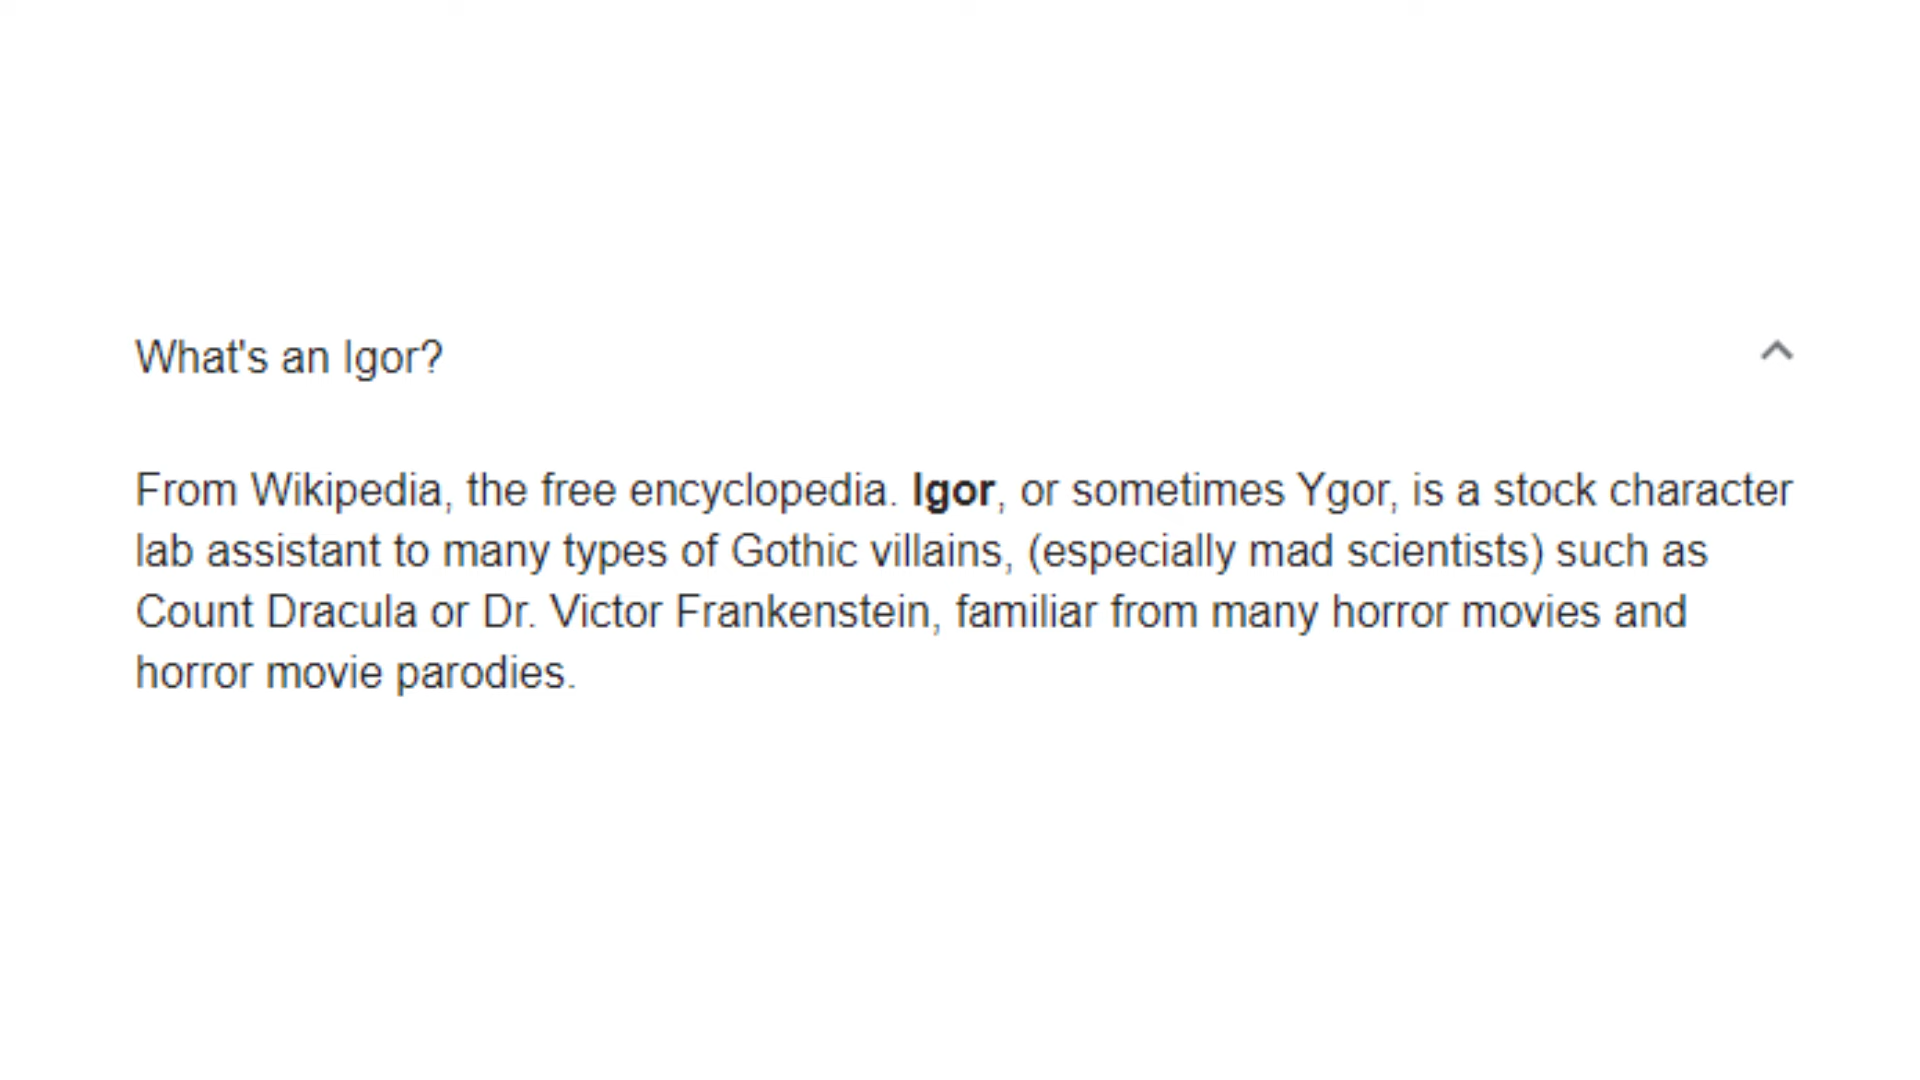 What's an Igor?
From Wikipedia, the free encyclopedia. Igor, or sometimes Ygor, is a stock character
lab assistant to many types of Gothic villains, (especially mad scientists) such as
Count Dracula or Dr. Victor Frankenstein, familiar from many horror movies and
horror movie parodies.